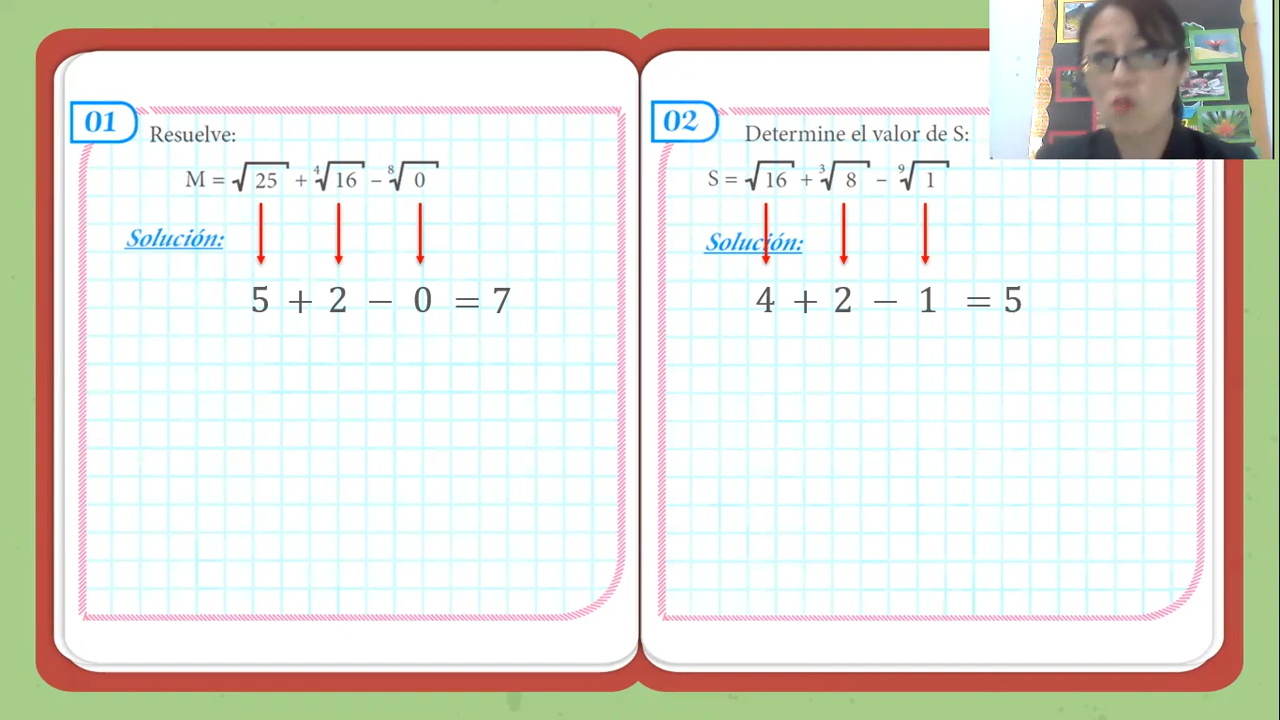 01
Resuelve:
M = √25 + ⁴√16 – ⁸√0
Solución:
5 + 2 − 0 = 7
02
Determine el valor de S:
S = √16 + ³√8 – ⁹√1
Solución:
4 + 2 − 1 = 5